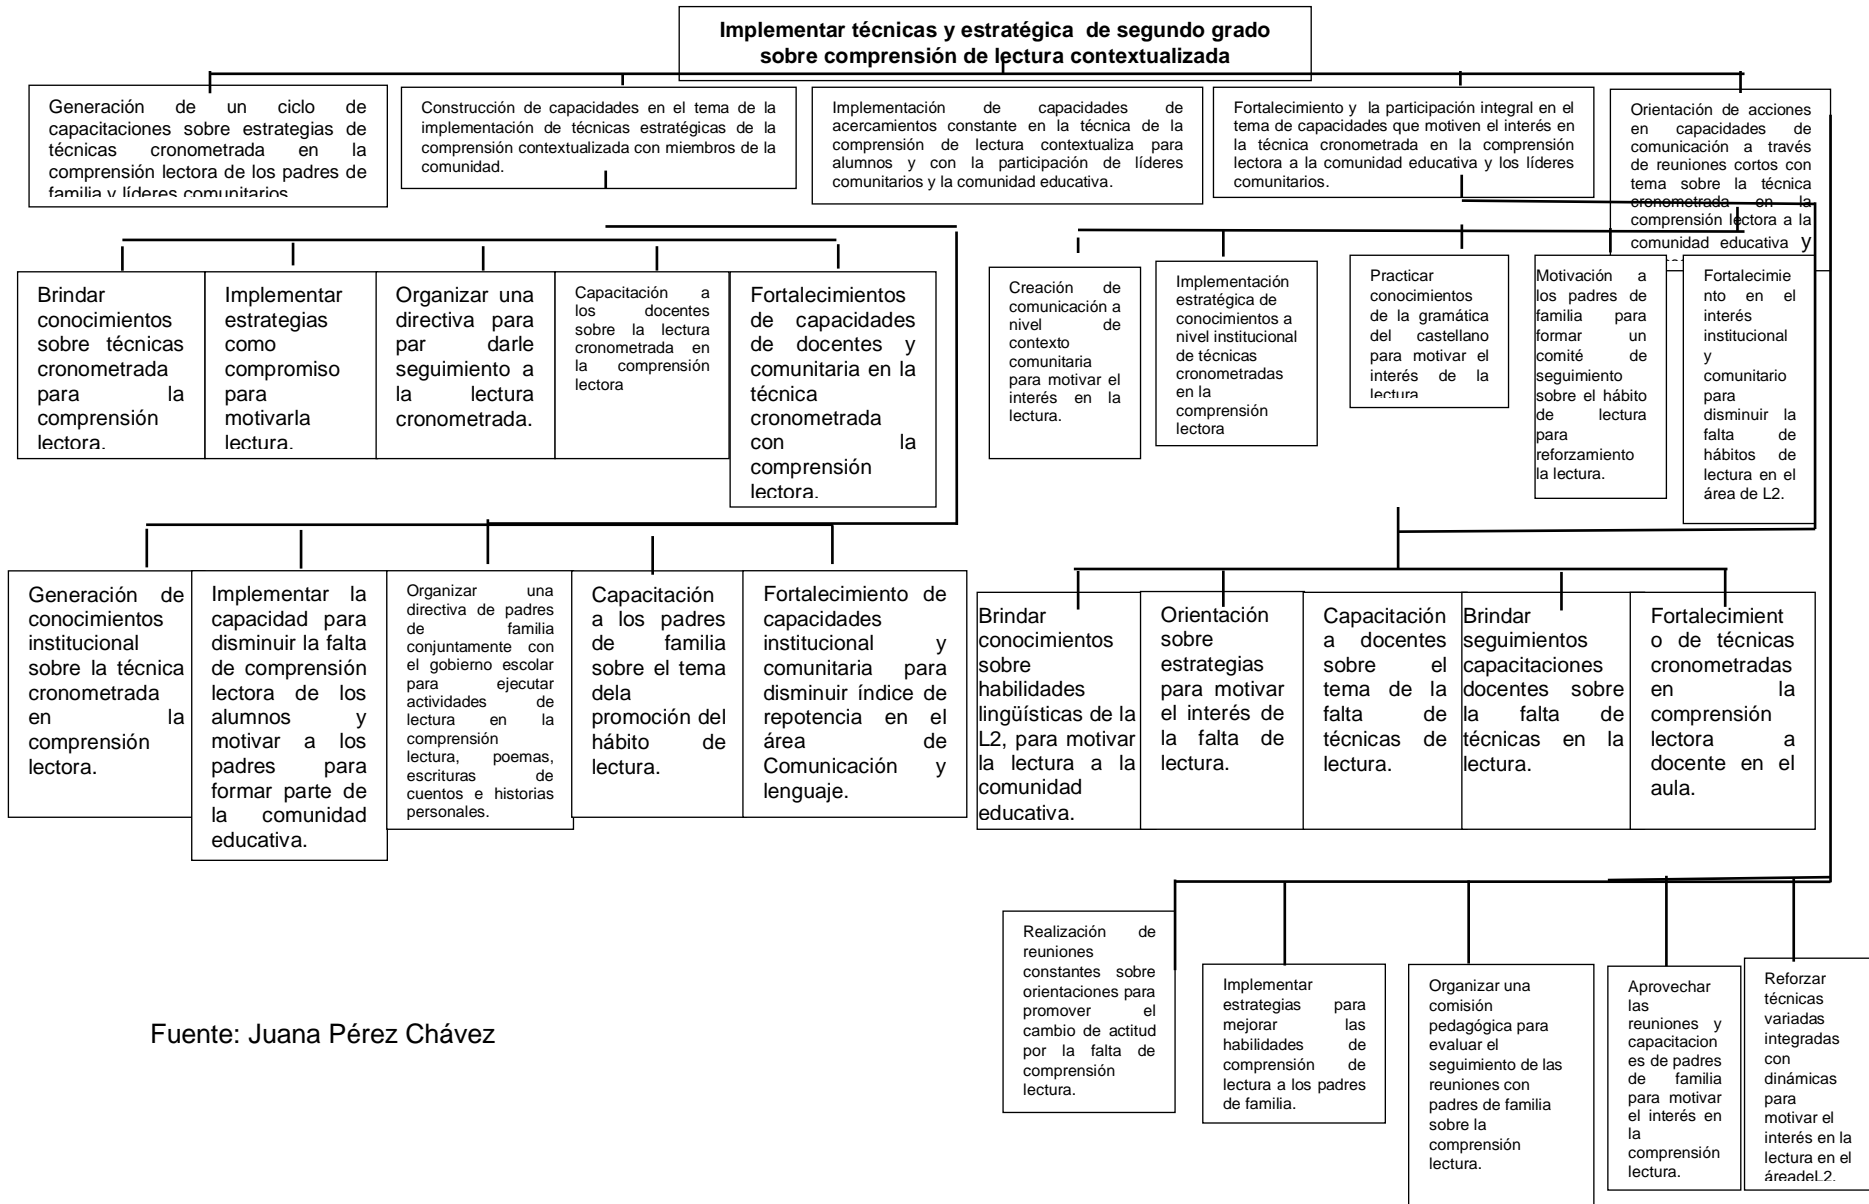 Implementar técnicas y estratégica de segundo grado
sobre comprensión de lectura contextualizada
Generación de un ciclo de
capacitaciones sobre estrategias de
técnicas cronometrada en la
comprensión lectora de los padres de
familia y líderes comunitarios
Construcción de capacidades en el tema de la
implementación de técnicas estratégicas de la
comprensión contextualizada con miembros de la
comunidad.
Implementación de capacidades de
acercamientos constante en la técnica de la
comprensión de lectura contextualiza para
alumnos y con la participación de líderes
comunitarios y la comunidad educativa.
Fortalecimiento y la participación integral en el
tema de capacidades que motiven el interés en
la técnica cronometrada en la comprensión
lectora a la comunidad educativa y los líderes
comunitarios.
Orientación de acciones
en capacidades de
comunicación a través
de reuniones cortos con
tema sobre la técnica
cronometrada en la
comprensión lectora a la
comunidad educativa y
Brindar
conocimientos
sobre técnicas
cronometrada
para la
comprensión
lectora.
Implementar
estrategias
como
compromiso
para
motivarla
lectura.
Organizar una
directiva para
par darle
seguimiento a
la lectura
cronometrada.
Capacitación a
los docentes
sobre la lectura
cronometrada en
la comprensión
lectora
Fortalecimientos
de capacidades
de docentes y
comunitaria en la
técnica
cronometrada
con la
comprensión
lectora.
Creación de
comunicación a
nivel de
contexto
comunitaria
para motivar el
interés en la
lectura.
Implementación
estratégica de
conocimientos a
nivel institucional
de técnicas
cronometradas
en la
comprensión
lectora
Practicar
conocimientos
de la gramática
del castellano
para motivar el
interés de la
lectura
Motivación a
los padres de
familia para
formar un
comité de
seguimiento
sobre el hábito
de lectura
para
reforzamiento
la lectura.
Fortalecimie
nto en el
interés
institucional
y
comunitario
para
disminuir la
falta de
hábitos de
lectura en el
área de L2.
Generación de
conocimientos
institucional
sobre la técnica
cronometrada
en la
comprensión
lectora.
Implementar la
capacidad para
disminuir la falta
de comprensión
lectora de los
alumnos y
motivar a los
padres para
formar parte de
la comunidad
educativa.
Organizar una
directiva de padres
de familia
conjuntamente con
el gobierno escolar
para ejecutar
actividades de
lectura en la
comprensión
lectura, poemas,
escrituras de
cuentos e historias
personales.
Capacitación
a los padres
de familia
sobre el tema
dela
promoción del
hábito de
lectura.
Fortalecimiento de
capacidades
institucional y
comunitaria para
disminuir índice de
repotencia en el
área de
Comunicación y
lenguaje.
Brindar
conocimientos
sobre
habilidades
lingüísticas de la
L2, para motivar
la lectura a la
comunidad
educativa.
Orientación
sobre
estrategias
para motivar
el interés de
la falta de
lectura.
Capacitación
a docentes
sobre el
tema de la
falta de
técnicas de
lectura.
Brindar
seguimientos
capacitaciones
docentes sobre
la falta de
técnicas en la
lectura.
Fortalecimient
o de técnicas
cronometradas
en la
comprensión
lectora a
docente en el
aula.
Realización de
reuniones
constantes sobre
orientaciones para
promover el
cambio de actitud
por la falta de
comprensión
lectura.
Implementar
estrategias para
mejorar las
habilidades de
comprensión de
lectura a los padres
de familia.
Organizar una
comisión
pedagógica para
evaluar el
seguimiento de las
reuniones con
padres de familia
sobre la
comprensión
lectura.
Aprovechar
las
reuniones y
capacitacion
es de padres
de familia
para motivar
el interés en
la
comprensión
lectura.
Reforzar
técnicas
variadas
integradas
con
dinámicas
para
motivar el
interés en la
lectura en el
áreadeL2.
Fuente: Juana Pérez Chávez